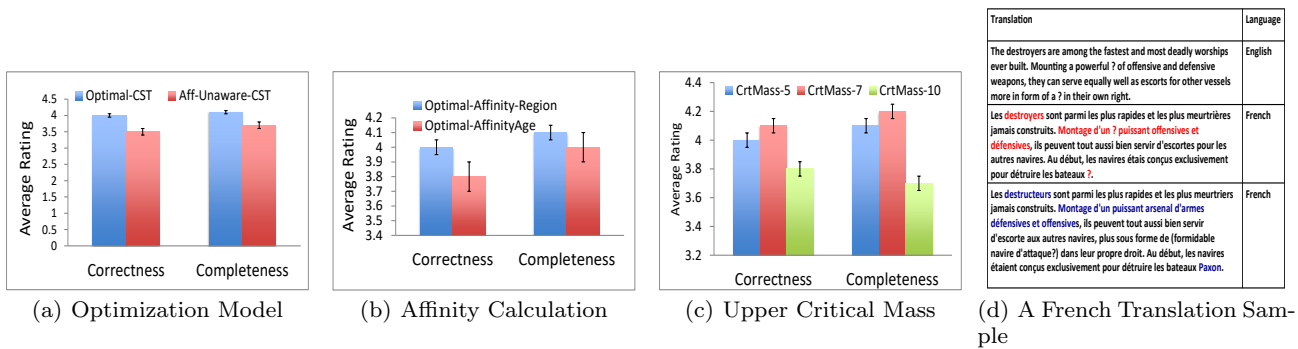 Average Rating
4.5
4
3.5
3
2.5
2
1.5
1
0.5
0
Optimal-CST
Aff-Unaware-CST
Correctness
Completeness
(a) Optimization Model
Average Rating
4.2
4.1
4
3.9
3.8
3.7
3.6
3.5
3.4
Optimal-Affinity-Region
Optimal-AffinityAge
Correctness
Completeness
(b) Affinity Calculation
Average Rating
4.4
4.2
4
3.8
3.6
3.4
3.2
CrtMass-5
CrtMass-7
CrtMass-10
Correctness
Completeness
(c) Upper Critical Mass
Translation
Language
The destroyers are among the fastest and most deadly worships
ever built. Mounting a powerful ? of offensive and defensive
weapons, they can serve equally well as escorts for other vessels
more in form of a ? in their own right.
English
Les destroyers sont parmi les plus rapides et les plus meurtrières
jamais construits. Montage d'un ? puissant offensives et
défensives, ils peuvent tout aussi bien servir d'escortes pour les
autres navires. Au début, les navires étais conçus exclusivement
pour détruire les bateaux ?.
French
Les destructeurs sont parmi les plus rapides et les plus meurtriers
jamais construits. Montage d'un puissant arsenal d'armes
défensives et offensives, ils peuvent tout aussi bien servir
d'escorte aux autres navires, plus sous forme de (formidable
navire d'attaque?) dans leur propre droit. Au début, les navires
étaient conçus exclusivement pour détruire les bateaux Paxon.
French
(d) A French Translation Sam-
ple